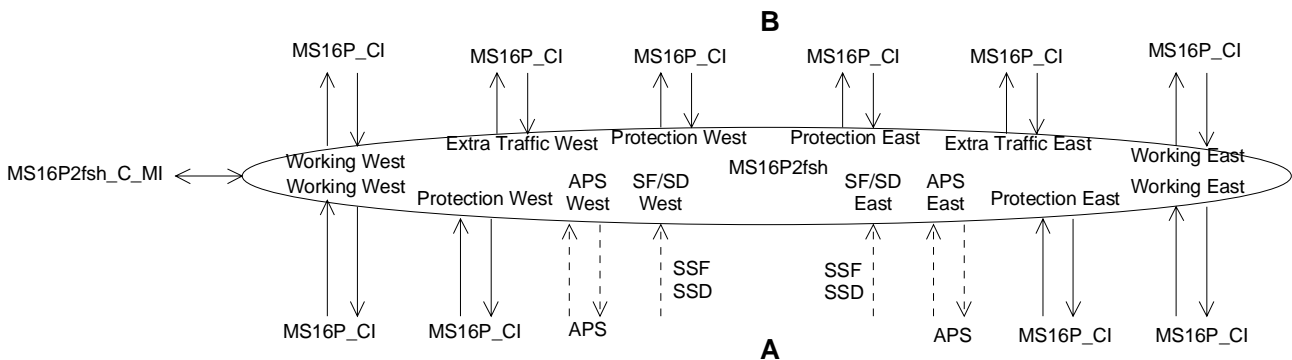 B
MS16P_CI MS16P_CI MS16P_CI MS16P_CI MS16P_CI MS16P_CI
Extra Traffic West Protection West Protection East Extra Traffic East
Working West MS16P2fsh Working East
MS16P2fsh_C_MI
Working West APS SF/SD SF/SD APS Working East
Protection West West West East East Protection East
SSF SSF
SSD SSD
MS16P_CI MS16P_CI APS APS MS16P_CI MS16P_CI
A